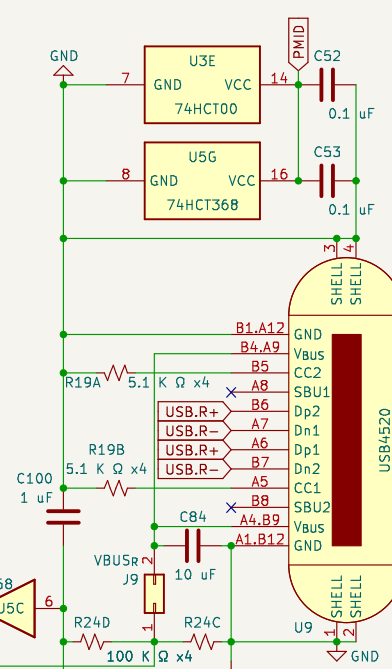 PMID
GND
U3E
7
GND
VCC
14
C52
74HCT00
0.1 uF
U5G
8
GND
VCC
16
C53
74HCT368
0.1 uF
3
4
SHELL
SHELL
B1.A12
GND
B4.A9
VBUS
R19A
5.1 K Ω x4
B5
CC2
A8
SBU1
USB.R+
B6
Dp2
USB.R-
A7
Dn1
USB.R+
A6
Dp1
USB.R-
B7
Dn2
USB4520
R19B
5.1 K Ω x4
A5
CC1
C100
1 uF
B8
SBU2
C84
A4.B9
VBUS
A1.B12
GND
VBUSR
2
10 uF
J9
68
U5C
6
1
SHELL
SHELL
R24D
R24C
U9
1
2
100 K Ω x4
GND